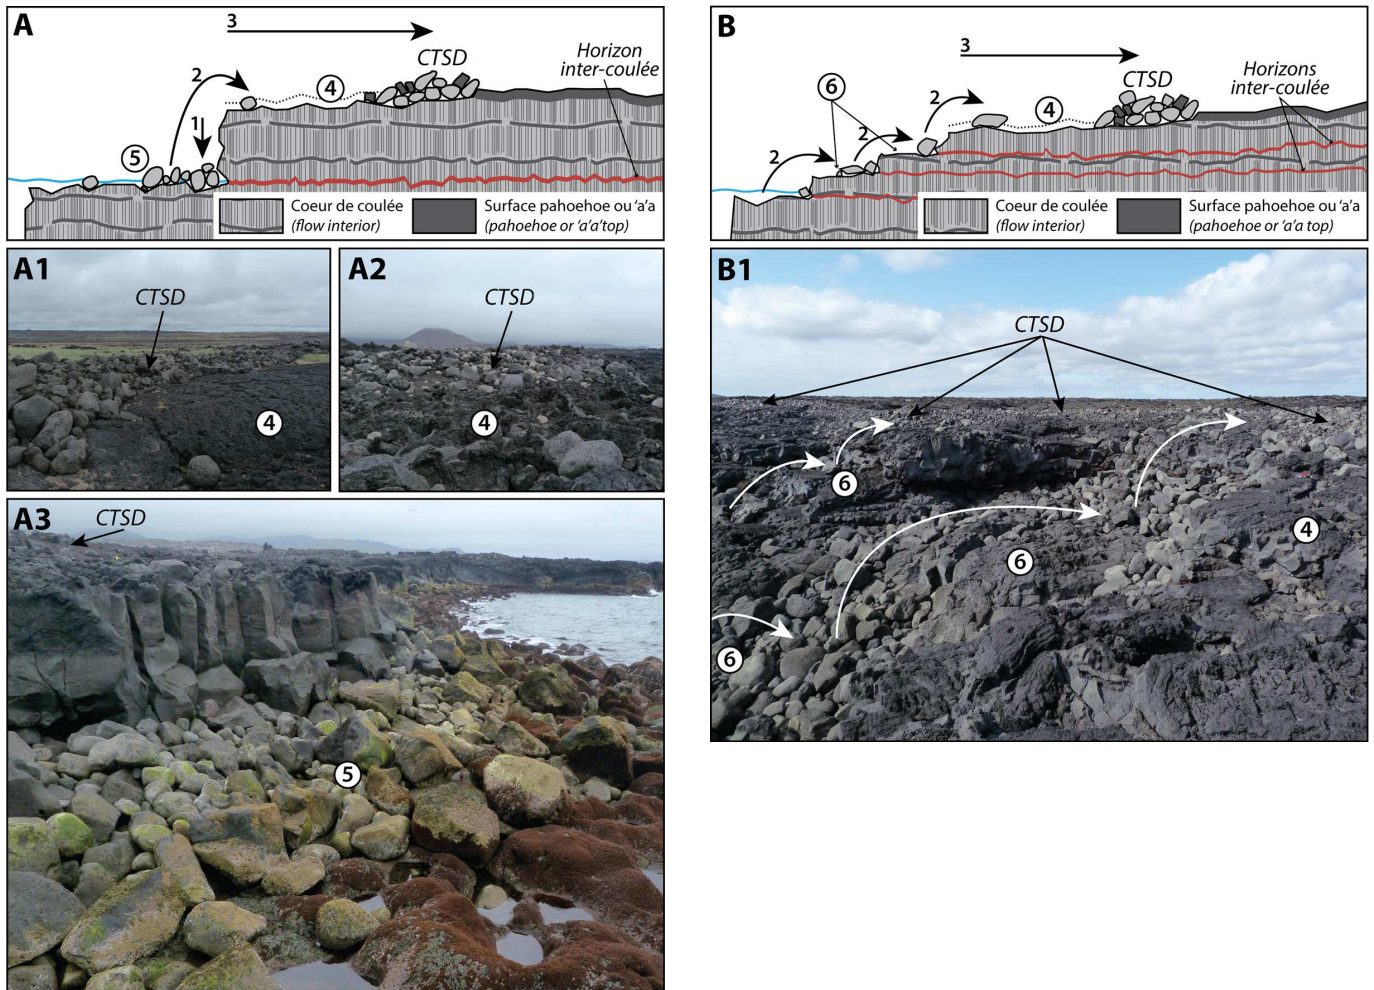 A
3
CTSD
Horizon
inter-coulée
2
4
1
5
Coeur de coulée
(flow interior)
Surface pahoehoe ou 'a'a
(pahoehoe or 'a'a top)
B
3
CTSD
Horizons
inter-coulée
6
2
4
2
2
Coeur de coulée
(flow interior)
Surface pahoehoe ou 'a'a
(pahoehoe or 'a'a top)
A1
CTSD
4
A2
CTSD
4
B1
CTSD
6
4
6
6
A3
CTSD
5